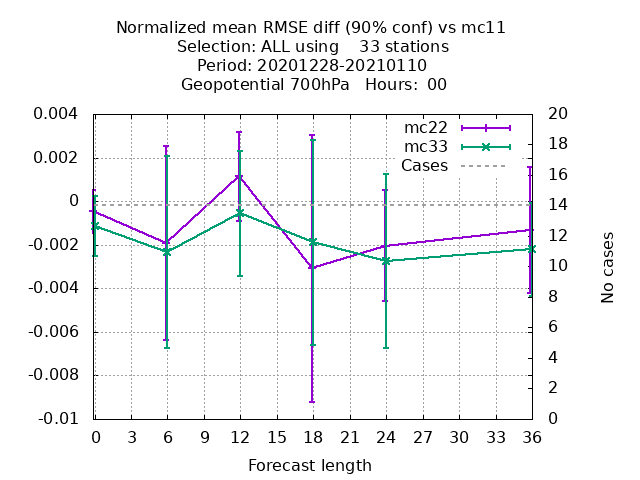 Normalized mean RMSE diff (90% conf) vs mc11
Selection: ALL using    33 stations
Period: 20201228-20210110
Geopotential 700hPa   Hours:  00
mc22
mc33
Cases
0.004
0.002
0
-0.002
-0.004
-0.006
-0.008
-0.01
20
18
16
14
12
10
8
6
4
2
0
No cases
0 3 6 9 12 15 18 21 24 27 30 33 36
Forecast length